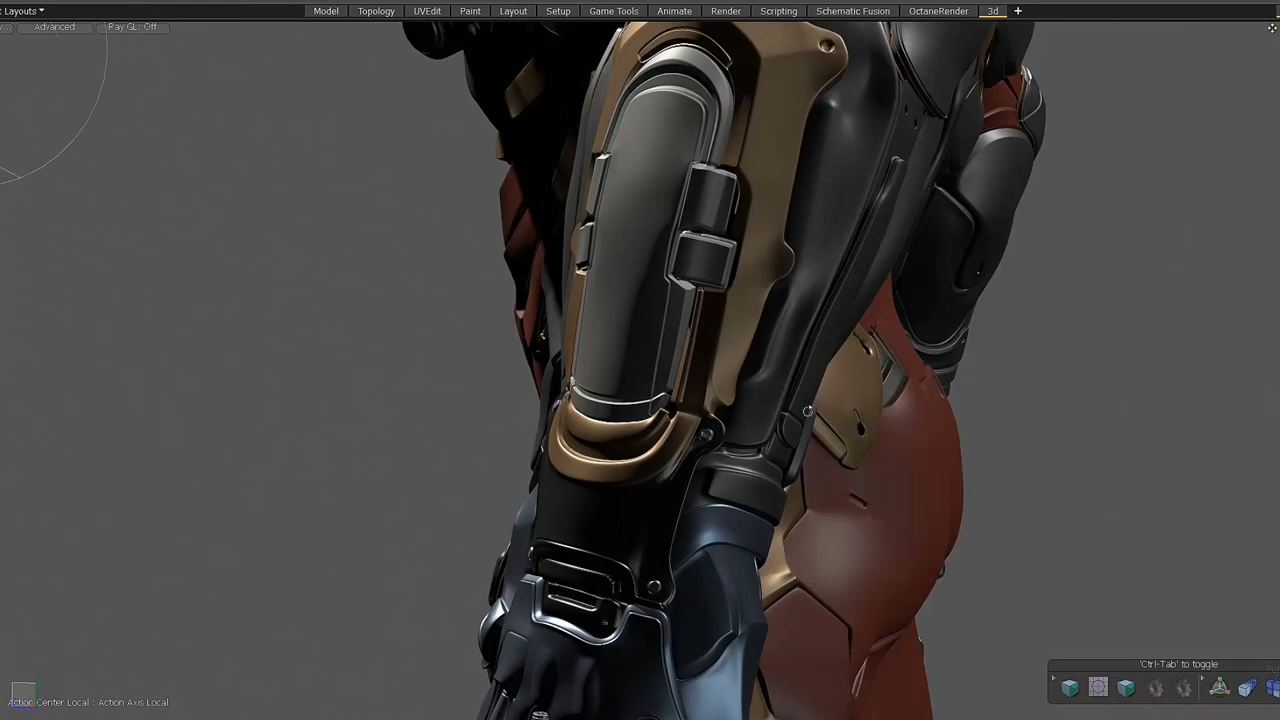 Layouts
Model Topology UVEdit Paint Layout Setup Game Tools Animate Render Scripting Schematic Fusion OctaneRender 3d +
Advanced Ray GL: Off
'Ctrl-Tab' to toggle
Action Center Local : Action Axis Local